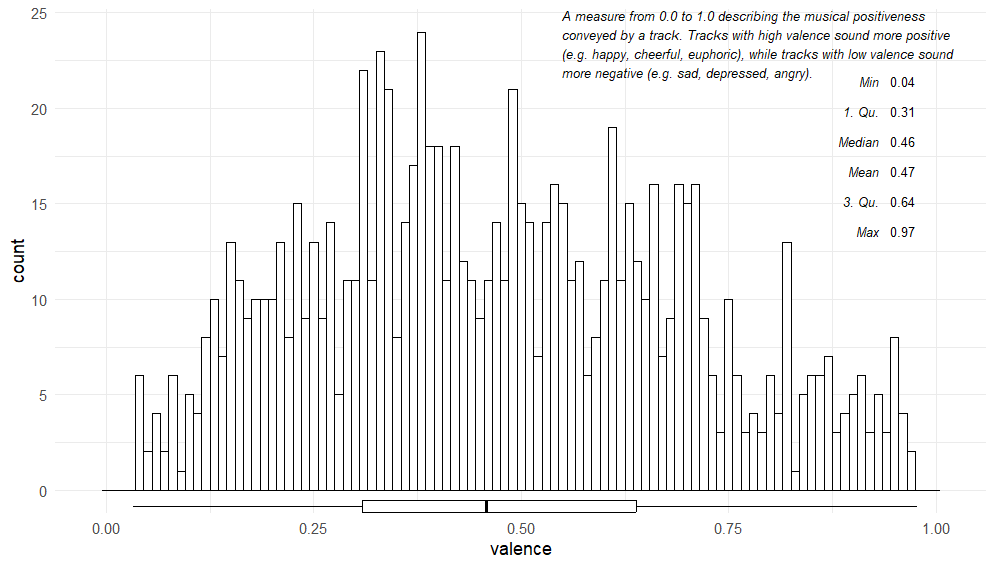 25
A measure from 0.0 to 1.0 describing the musical positiveness
conveyed by a track. Tracks with high valence sound more positive
(e.g. happy, cheerful, euphoric), while tracks with low valence sound
more negative (e.g. sad, depressed, angry).
Min 0.04
20
1. Qu. 0.31
Median 0.46
Mean 0.47
15
3. Qu. 0.64
Max 0.97
count
10
5
0
0.00 0.25 0.50 0.75 1.00
valence